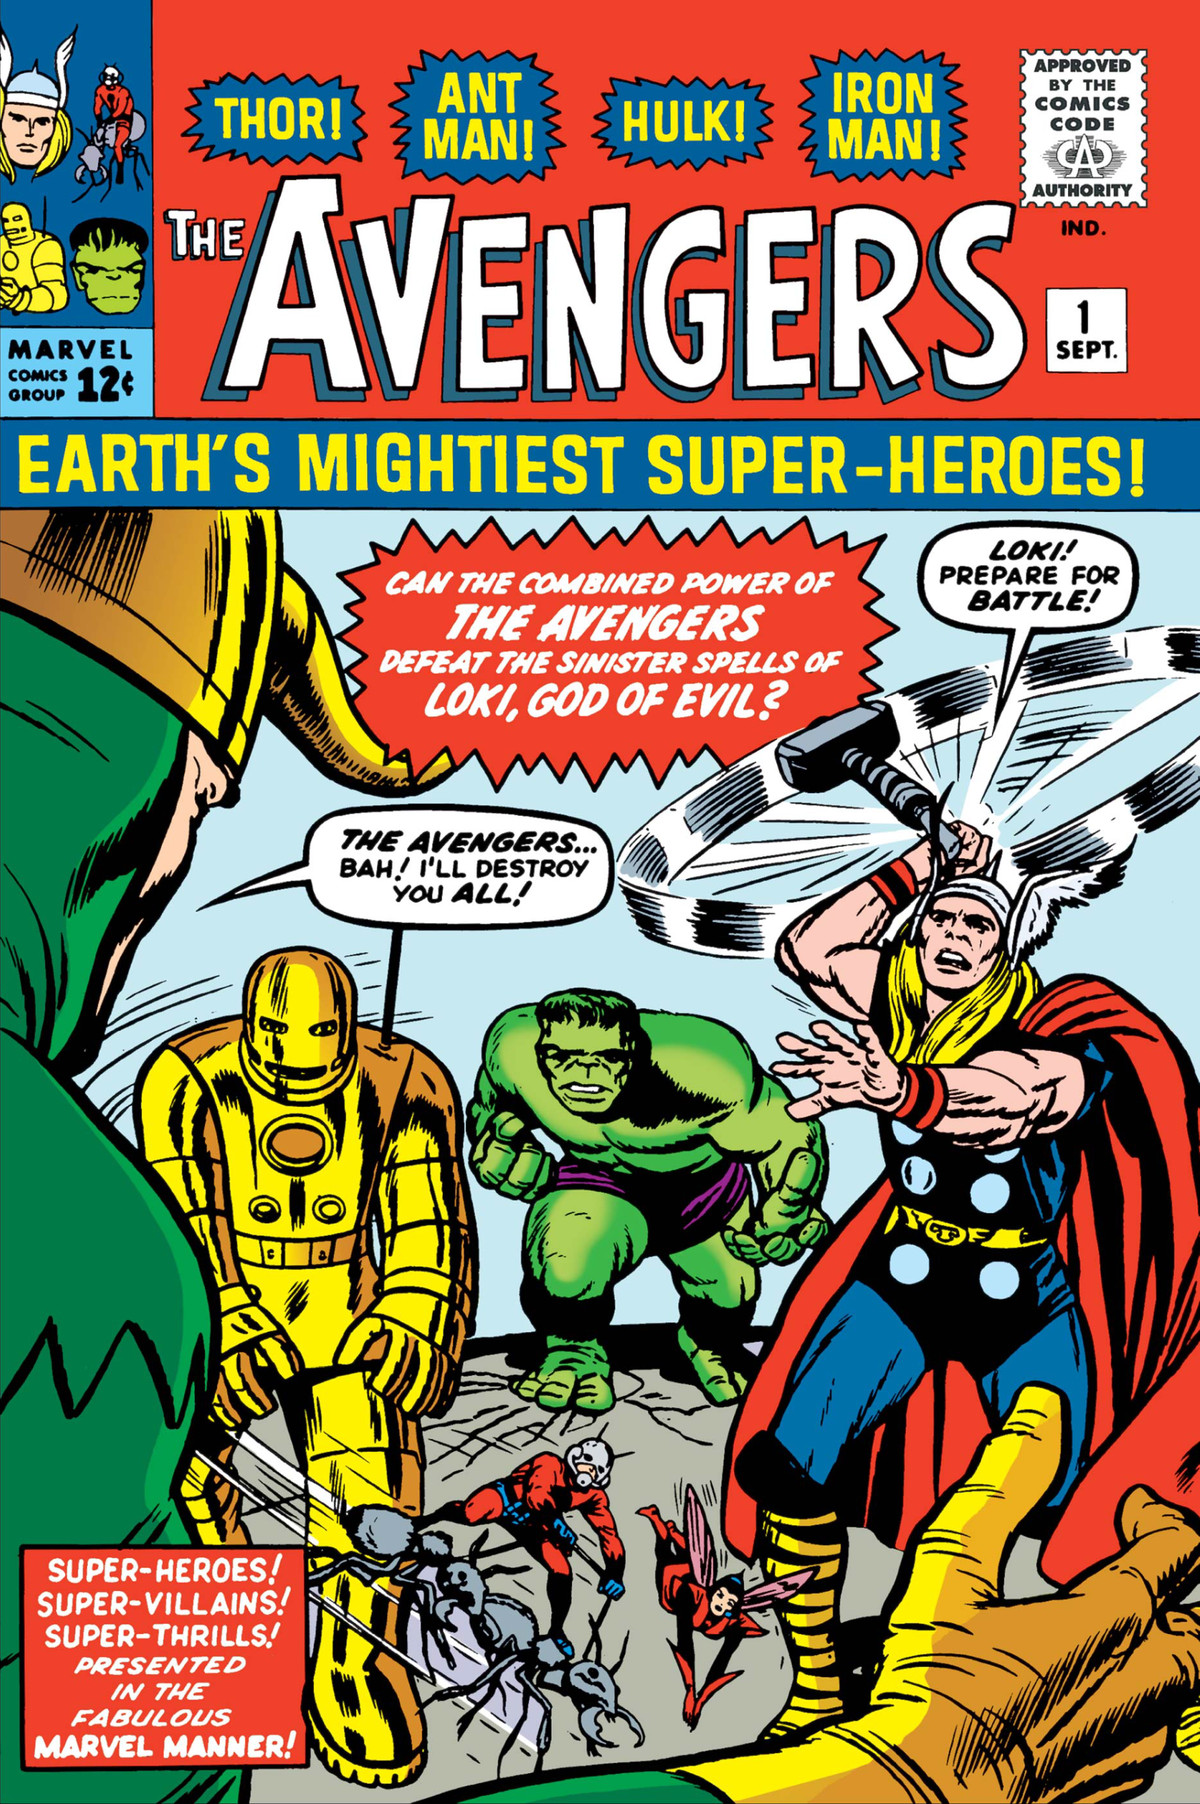 THOR!
ANT
MAN!
HULK!
IRON
MAN!
APPROVED
BY THE
COMICS
CODE
CA
AUTHORITY
THE AVENGERS
IND.
1
SEPT.
MARVEL
COMICS
GROUP 12¢
EARTH'S MIGHTIEST SUPER-HEROES!
CAN THE COMBINED POWER OF
THE AVENGERS
DEFEAT THE SINISTER SPELLS OF
LOKI, GOD OF EVIL?
LOKI!
PREPARE FOR
BATTLE!
THE AVENGERS...
BAH! I'LL DESTROY
YOU ALL!
SUPER-HEROES!
SUPER-VILLAINS!
SUPER-THRILLS!
PRESENTED
IN THE
FABULOUS
MARVEL MANNER!